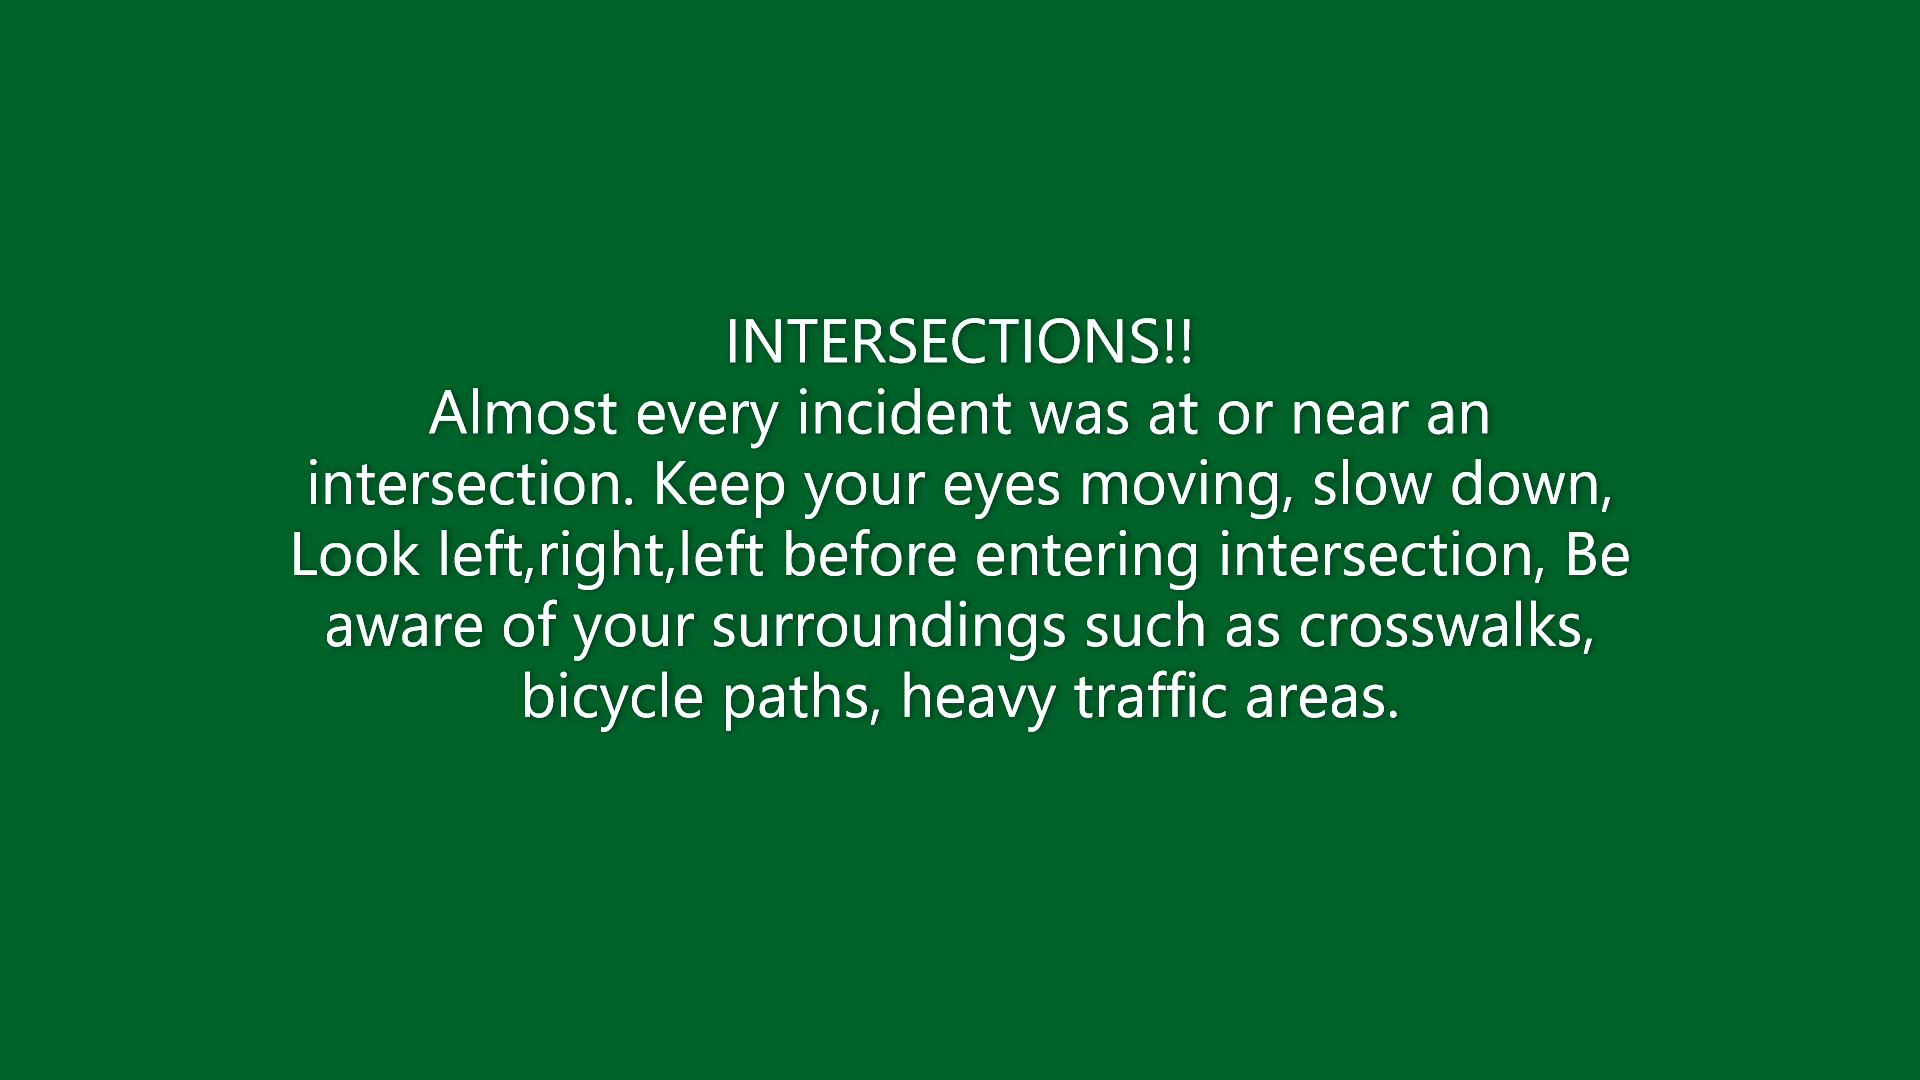 INTERSECTIONS!!
Almost every incident was at or near an
intersection. Keep your eyes moving, slow down,
Look left,right,left before entering intersection, Be
aware of your surroundings such as crosswalks,
bicycle paths, heavy traffic areas.